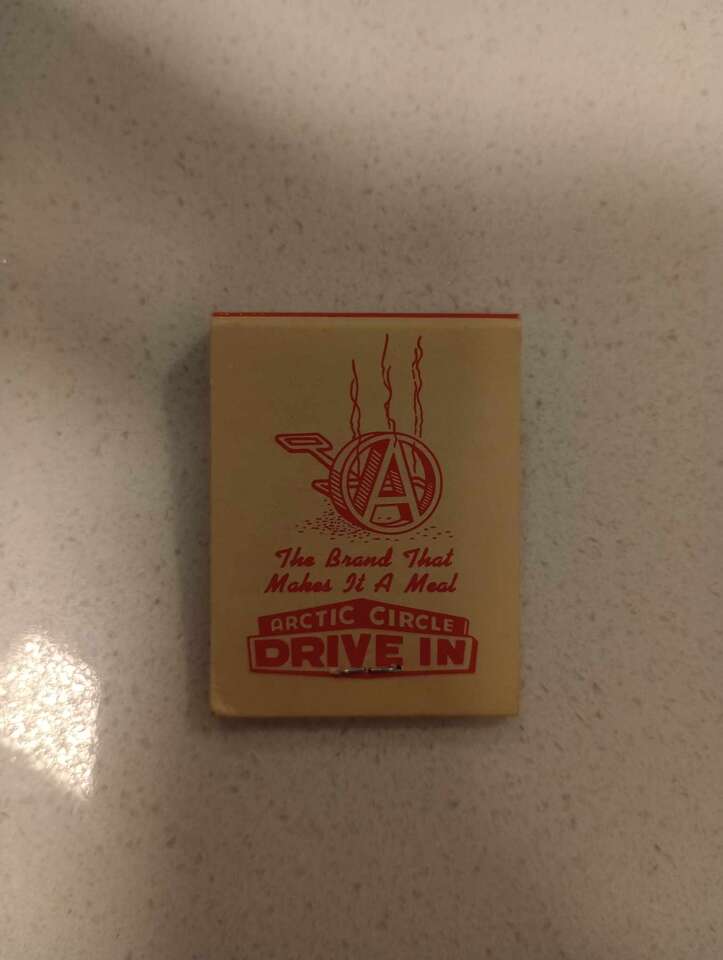 A
The Brand That
Makes It A Meal
ARCTIC CIRCLE
DRIVE IN